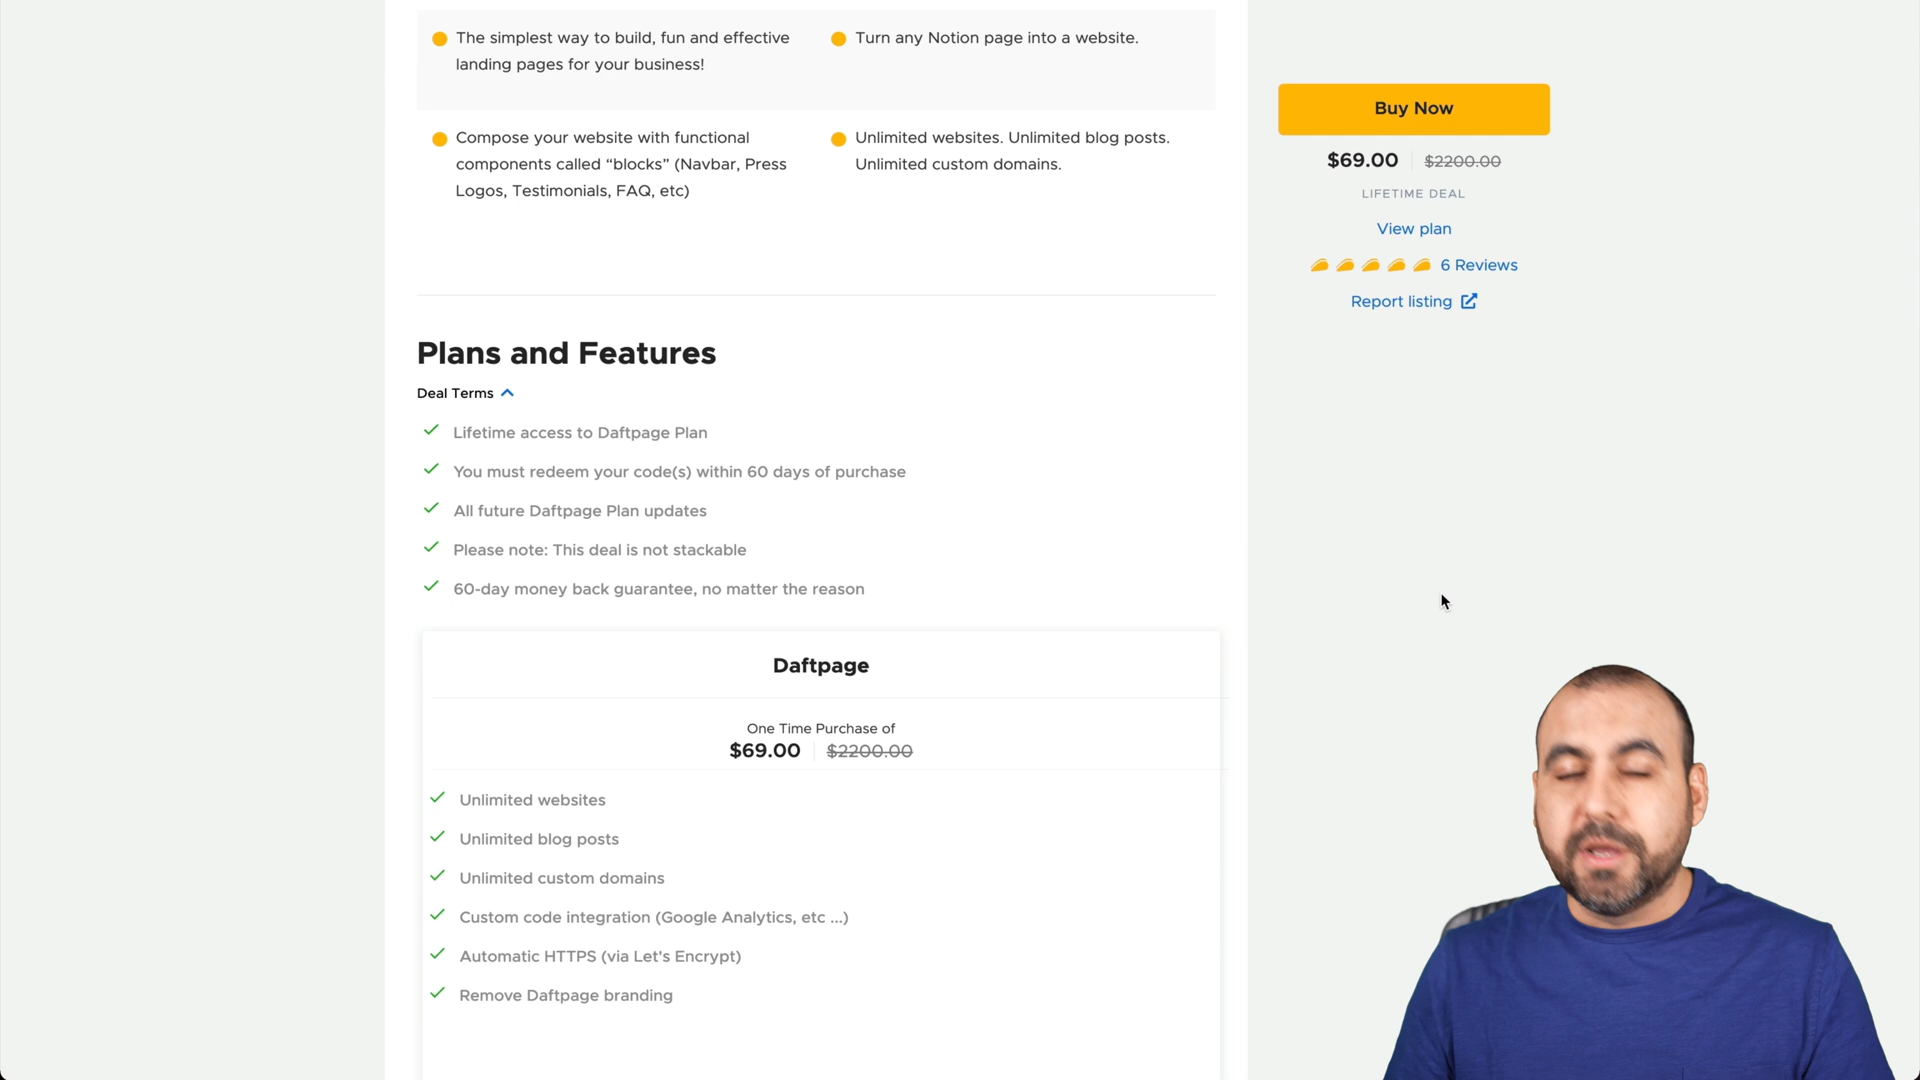 The simplest way to build, fun and effective
landing pages for your business!
Turn any Notion page into a website.
Compose your website with functional
components called “blocks” (Navbar, Press
Logos, Testimonials, FAQ, etc)
Unlimited websites. Unlimited blog posts.
Unlimited custom domains.
Buy Now
$69.00 $2200.00
LIFETIME DEAL
View plan
6 Reviews
Report listing
Plans and Features
Deal Terms
Lifetime access to Daftpage Plan
You must redeem your code(s) within 60 days of purchase
All future Daftpage Plan updates
Please note: This deal is not stackable
60-day money back guarantee, no matter the reason
Daftpage
One Time Purchase of
$69.00 $2200.00
Unlimited websites
Unlimited blog posts
Unlimited custom domains
Custom code integration (Google Analytics, etc ...)
Automatic HTTPS (via Let's Encrypt)
Remove Daftpage branding